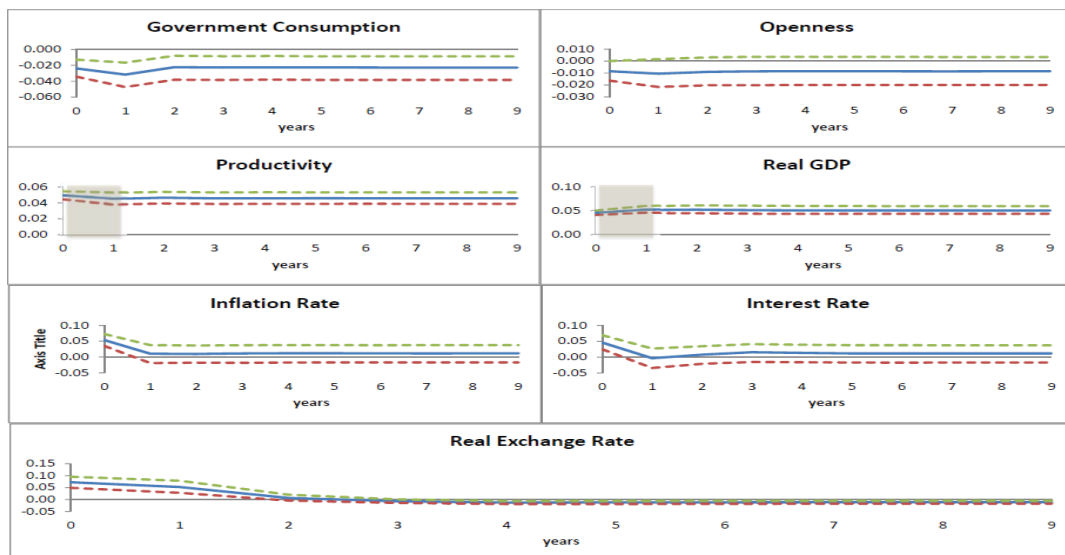 Government Consumption
0.000
-0.020
-0.040
-0.060
0 1 2 3 4 5 6 7 8 9
years
Openness
0.010
0.000
-0.010
-0.020
-0.030
0 1 2 3 4 5 6 7 8 9
years
Productivity
0.06
0.04
0.02
0.00
0 1 2 3 4 5 6 7 8 9
years
Real GDP
0.10
0.05
0.00
0 1 2 3 4 5 6 7 8 9
years
Inflation Rate
Axis Title
0.10
0.05
0.00
-0.05
0 1 2 3 4 5 6 7 8 9
years
Interest Rate
0.10
0.05
0.00
-0.05
0 1 2 3 4 5 6 7 8 9
years
Real Exchange Rate
0.15
0.10
0.05
0.00
-0.05
0 1 2 3 4 5 6 7 8 9
years